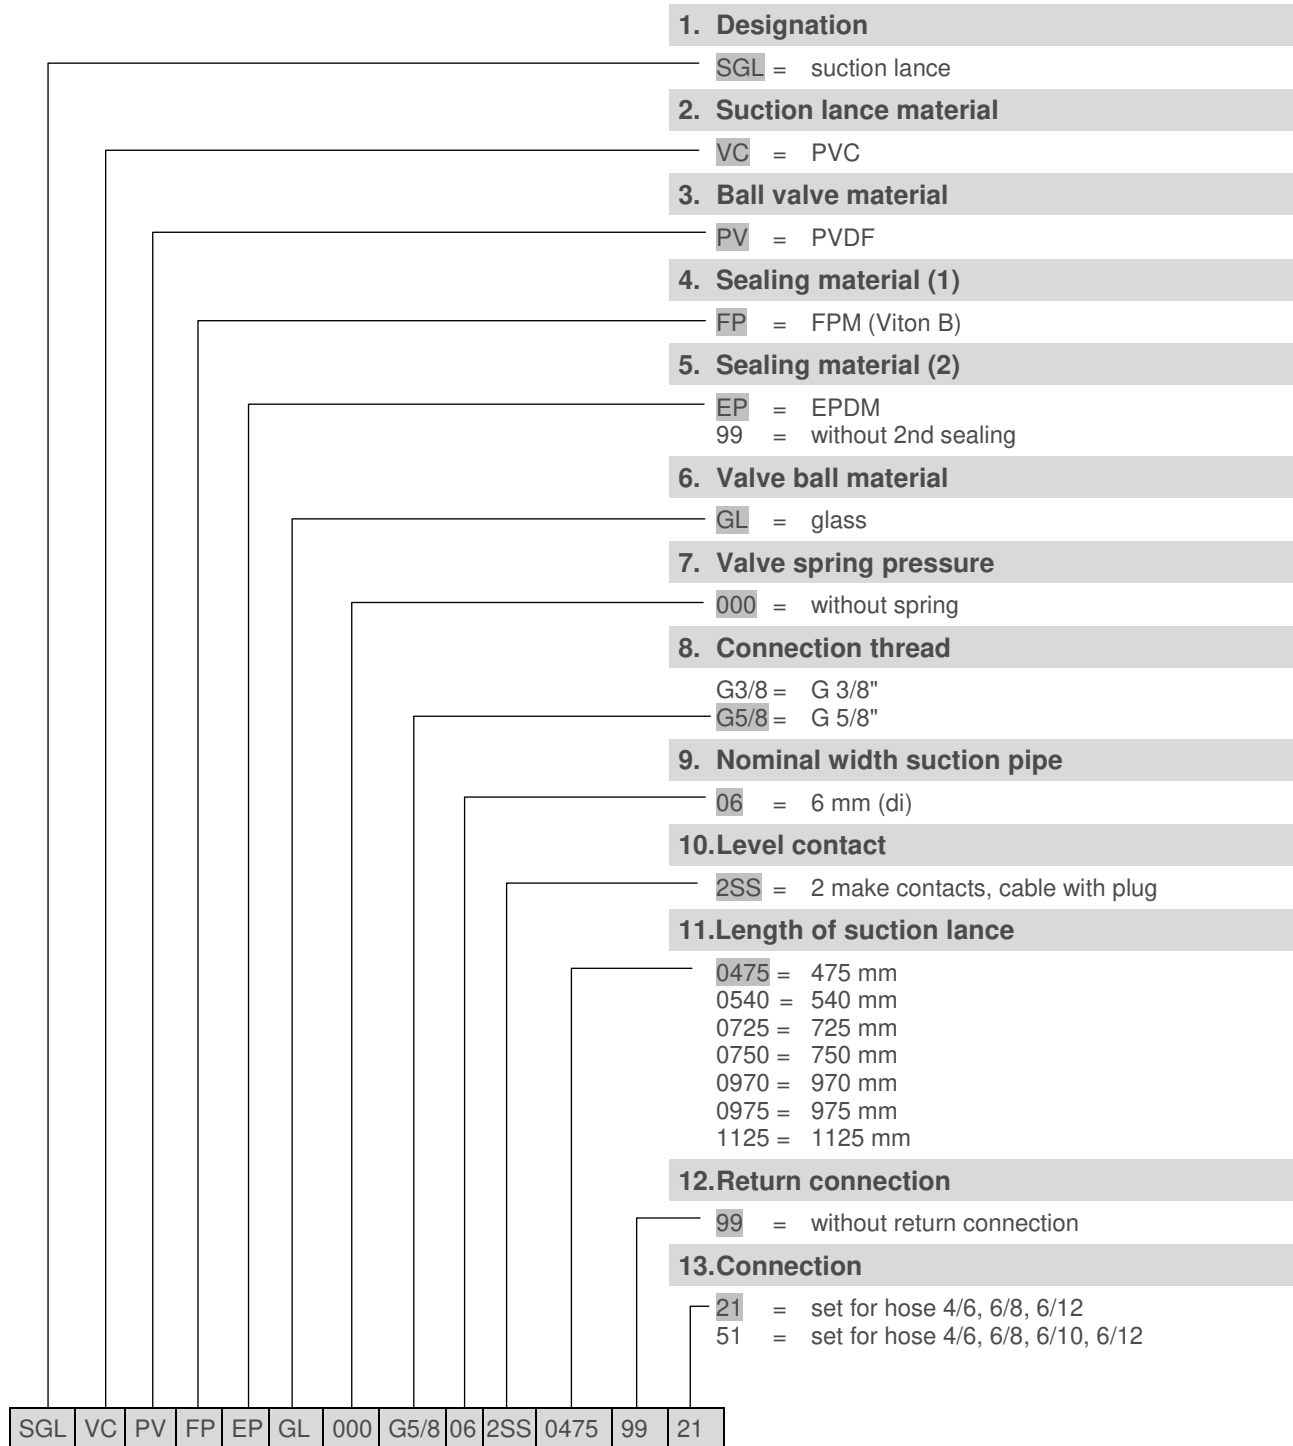 1. Designation
SGL = suction lance
2. Suction lance material
VC = PVC
3. Ball valve material
PV = PVDF
4. Sealing material (1)
FP = FPM (Viton B)
5. Sealing material (2)
EP = EPDM
99 = without 2nd sealing
6. Valve ball material
GL = glass
7. Valve spring pressure
000 = without spring
8. Connection thread
G3/8 = G 3/8"
G5/8 = G 5/8"
9. Nominal width suction pipe
06 = 6 mm (di)
10.Level contact
2SS = 2 make contacts, cable with plug
11.Length of suction lance
0475 = 475 mm
0540 = 540 mm
0725 = 725 mm
0750 = 750 mm
0970 = 970 mm
0975 = 975 mm
1125 = 1125 mm
12.Return connection
99 = without return connection
13.Connection
21 = set for hose 4/6, 6/8, 6/12
51 = set for hose 4/6, 6/8, 6/10, 6/12
SGL VC PV FP EP GL 000 G5/8 06 2SS 0475 99 21